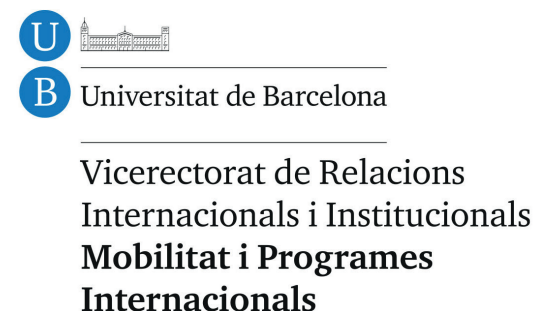 U
B
Universitat de Barcelona
Vicerectorat de Relacions
Internacionals i Institucionals
Mobilitat i Programes
Internacionals